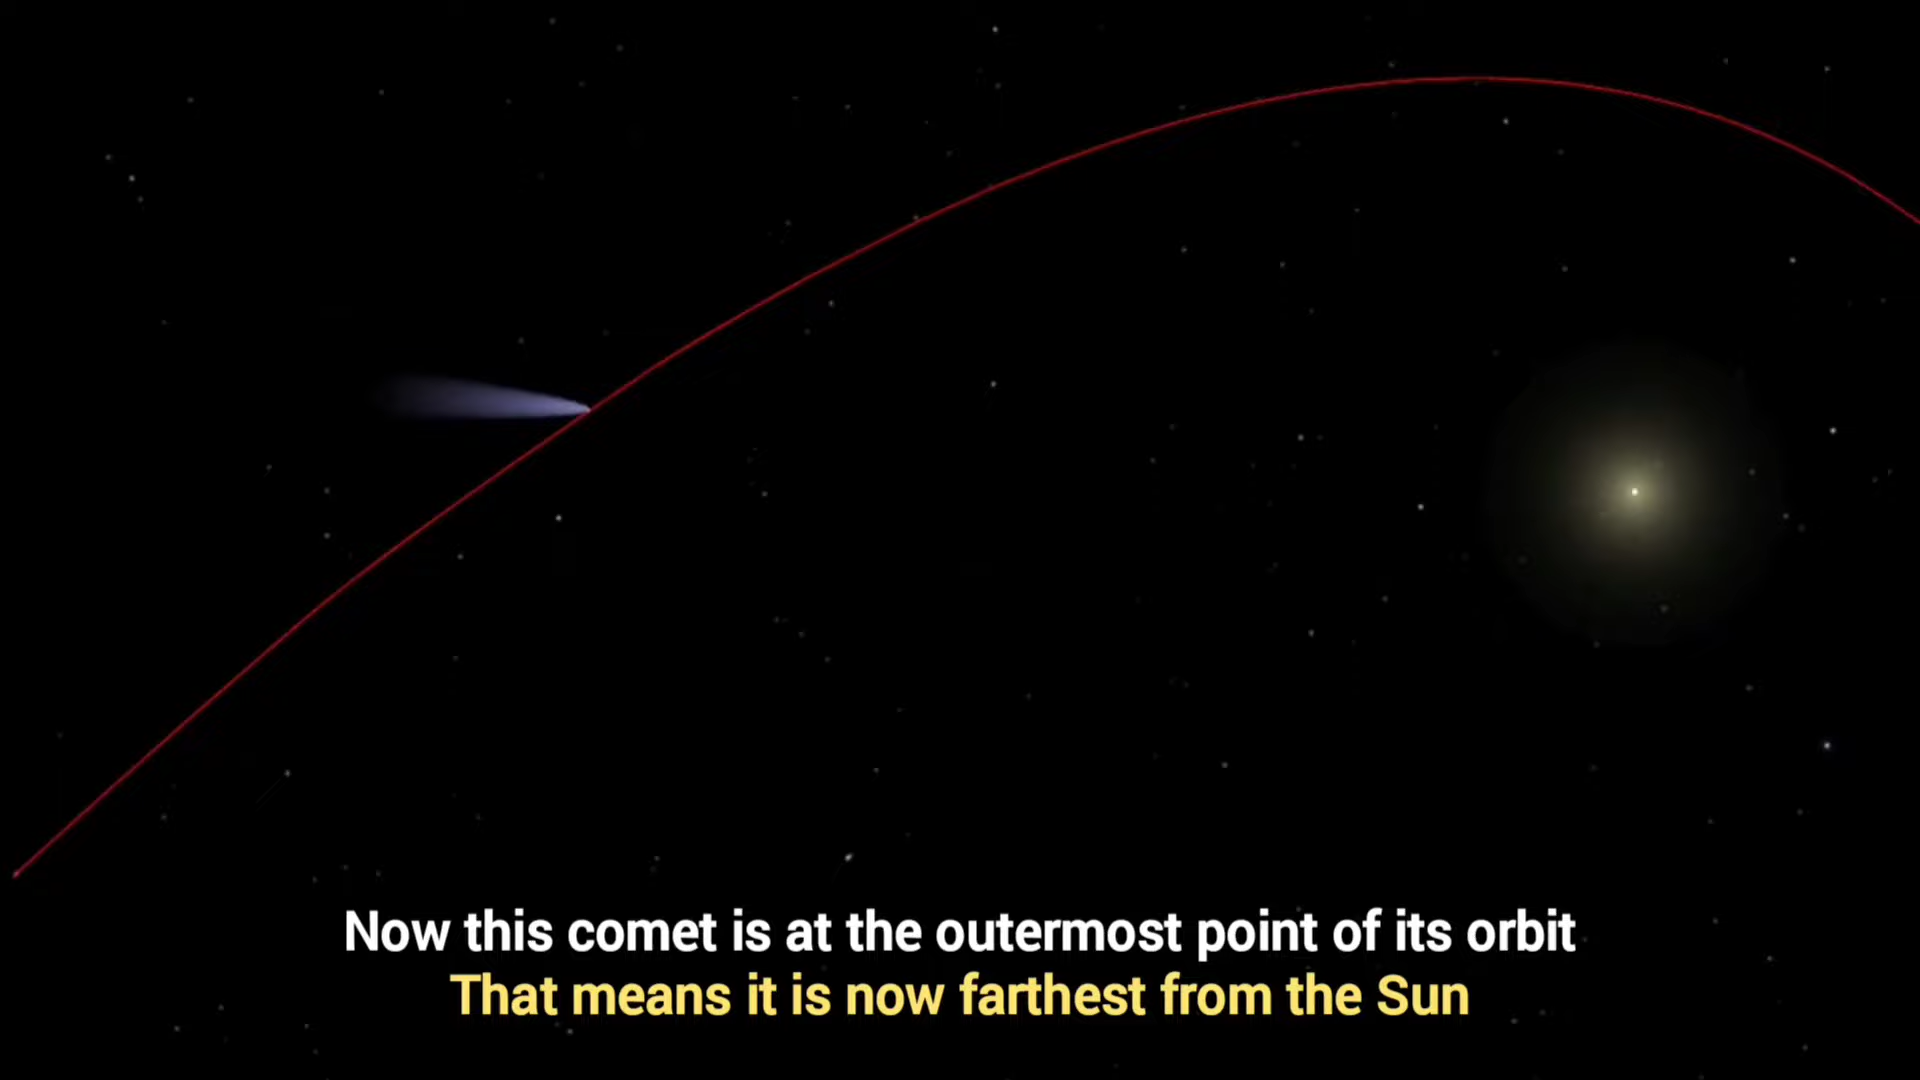 Now this comet is at the outermost point of its orbit
That means it is now farthest from the Sun